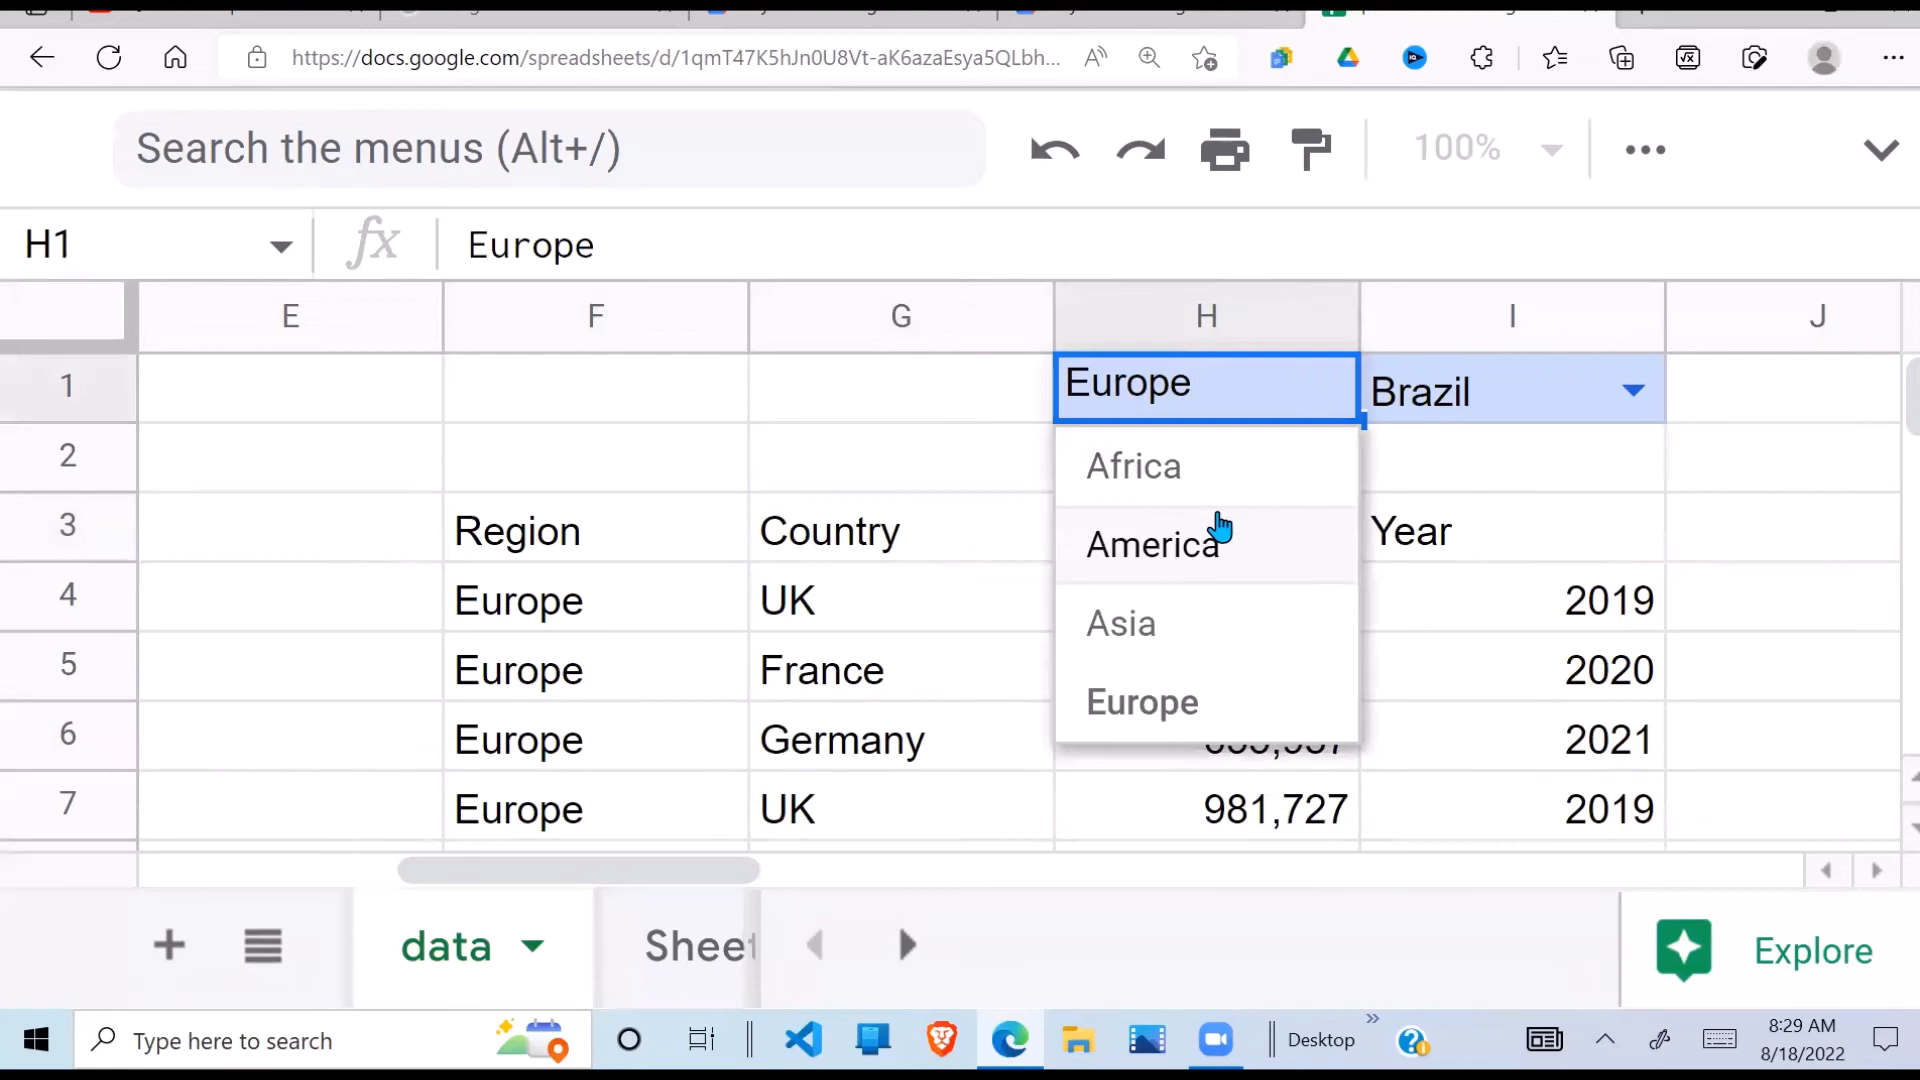 https://docs.google.com/spreadsheets/d/1qmT47K5hJn0U8Vt-aK6azaEsya5QLbh...
Search the menus (Alt+/)
100%
H1
fx
Europe
E F G H I J
1 Europe Brazil
2
Africa
3 Region Country Year
America
4 Europe UK 2019
Asia
5 Europe France 2020
Europe
6 Europe Germany 2021
7 Europe UK 981,727 2019
data
Sheet
Explore
Type here to search
Desktop
8:29 AM
8/18/2022